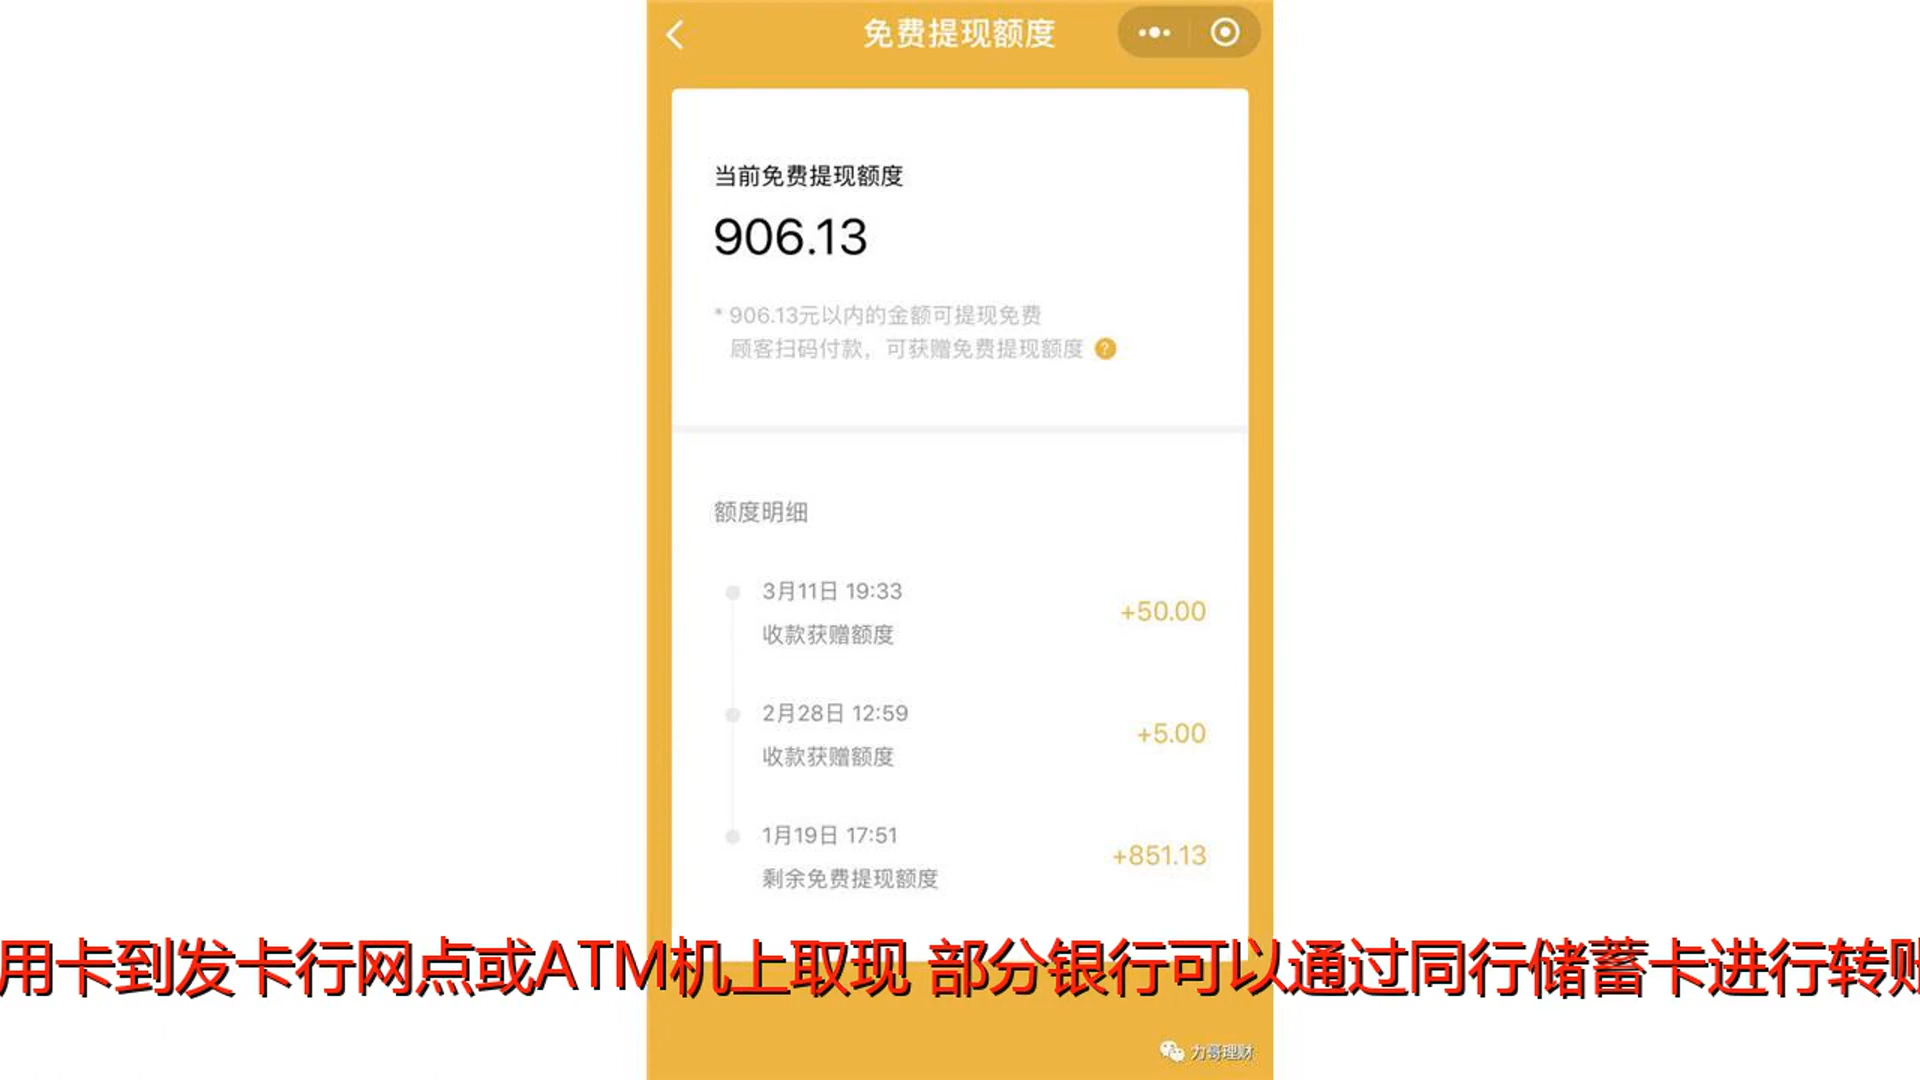 免费提现额度
当前免费提现额度
906.13
* 906.13元以内的金额可提现免费
顾客扫码付款，可获赠免费提现额度 ?
额度明细
3月11日 19:33
+50.00
收款获赠额度
2月28日 12:59
+5.00
收款获赠额度
1月19日 17:51
+851.13
剩余免费提现额度
用卡到发卡行网点或ATM机上取现 部分银行可以通过同行储蓄卡进行转账
力哥理财